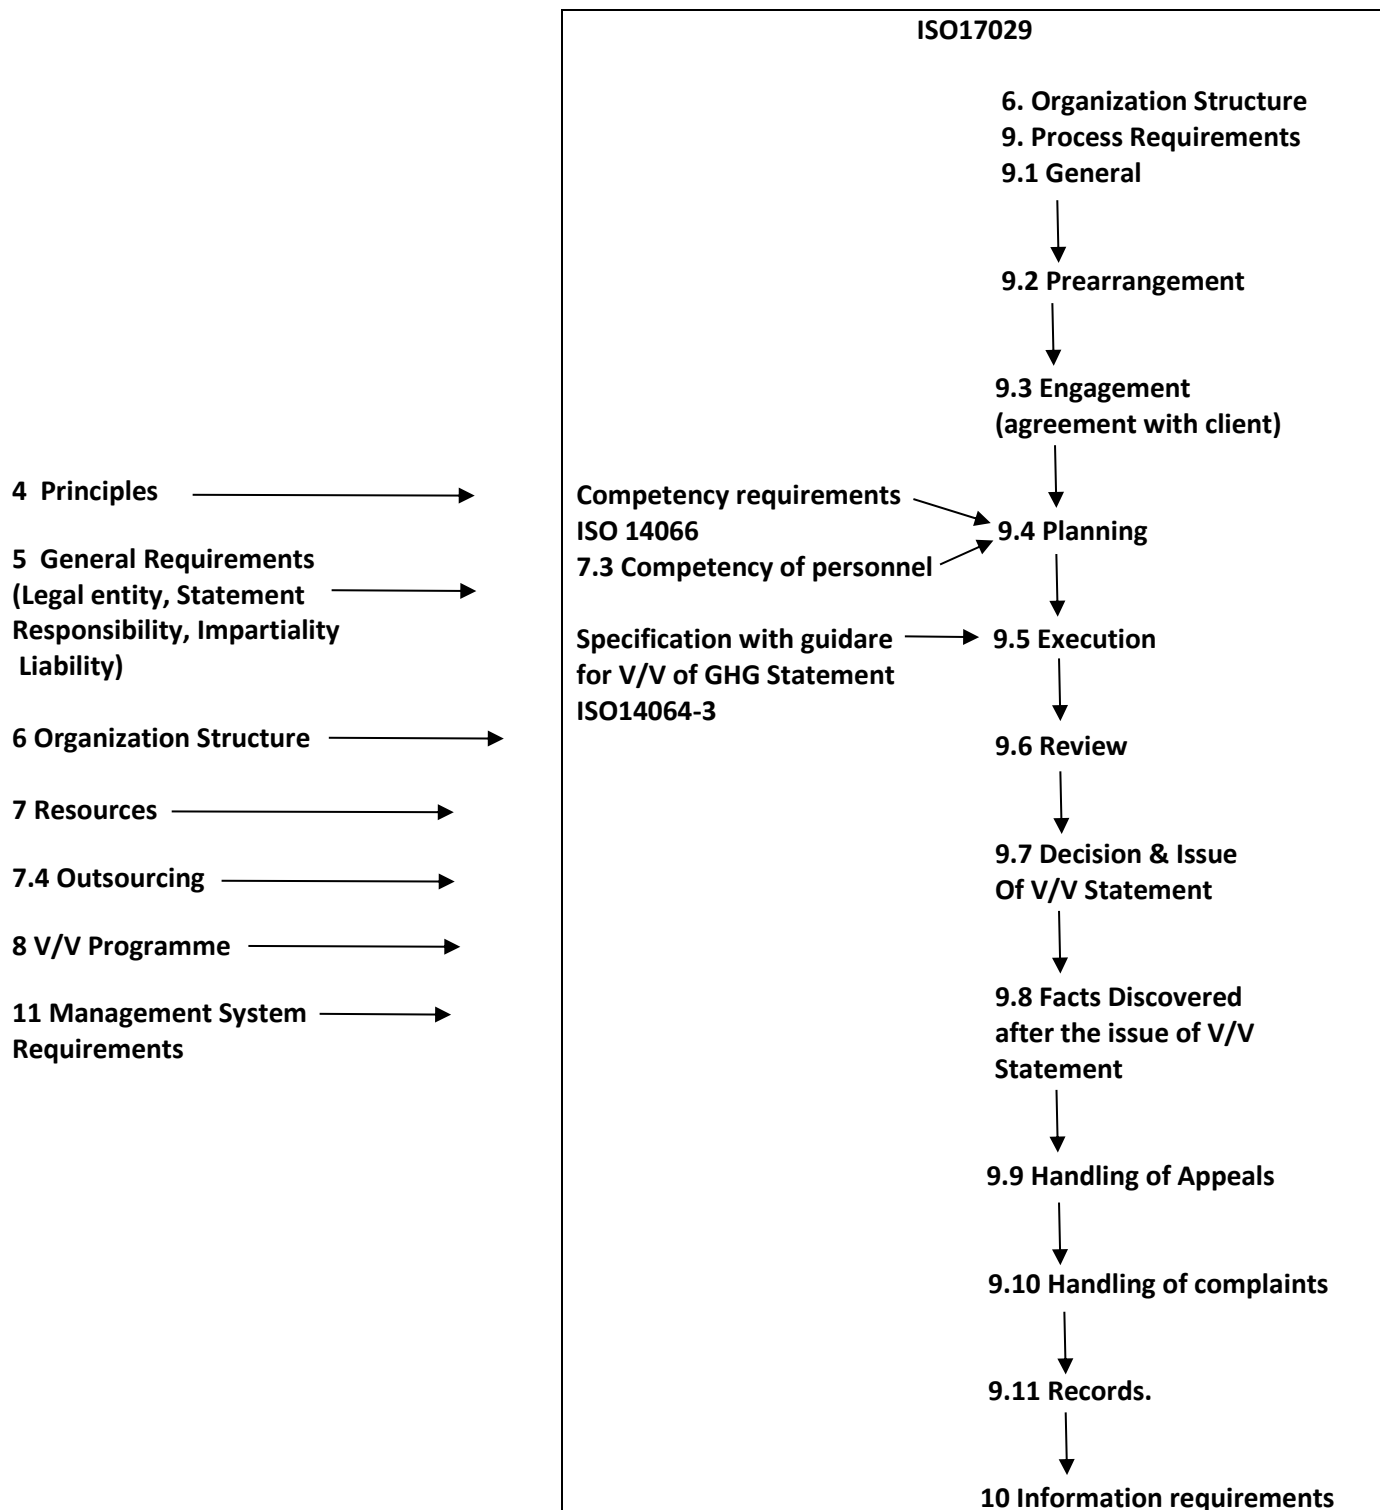 ISO17029
6. Organization Structure
9. Process Requirements
9.1 General
9.2 Prearrangement
9.3 Engagement
(agreement with client)
4  Principles
5  General Requirements
(Legal entity, Statement
Responsibility, Impartiality
Liability)
6 Organization Structure
7 Resources
7.4 Outsourcing
8 V/V Programme
11 Management System
Requirements
Competency requirements
ISO 14066
7.3 Competency of personnel
9.4 Planning
Specification with guidare
for V/V of GHG Statement
ISO14064-3
9.5 Execution
9.6 Review
9.7 Decision & Issue
Of V/V Statement
9.8 Facts Discovered
after the issue of V/V
Statement
9.9 Handling of Appeals
9.10 Handling of complaints
9.11 Records.
10 Information requirements